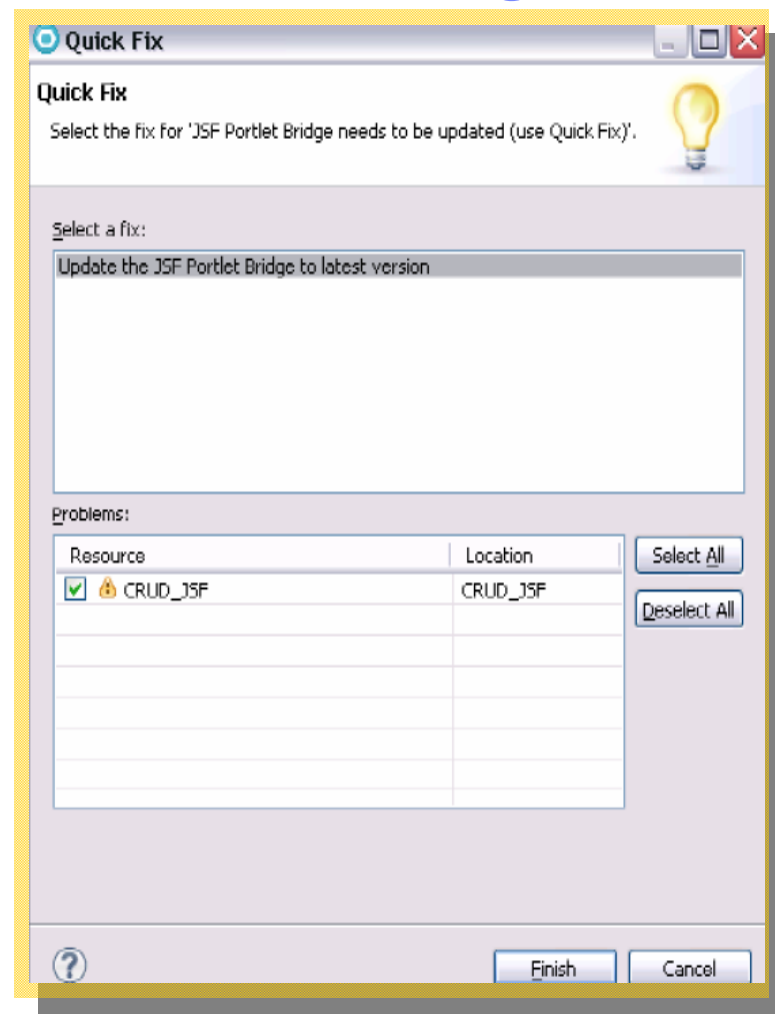 Quick Fix
Quick Fix
Select the fix for 'JSF Portlet Bridge needs to be updated (use Quick Fix)'.
Select a fix:
Update the JSF Portlet Bridge to latest version
Problems:
Resource Location
CRUD_JSF CRUD_JSF
Select All
Deselect All
?
Finish Cancel